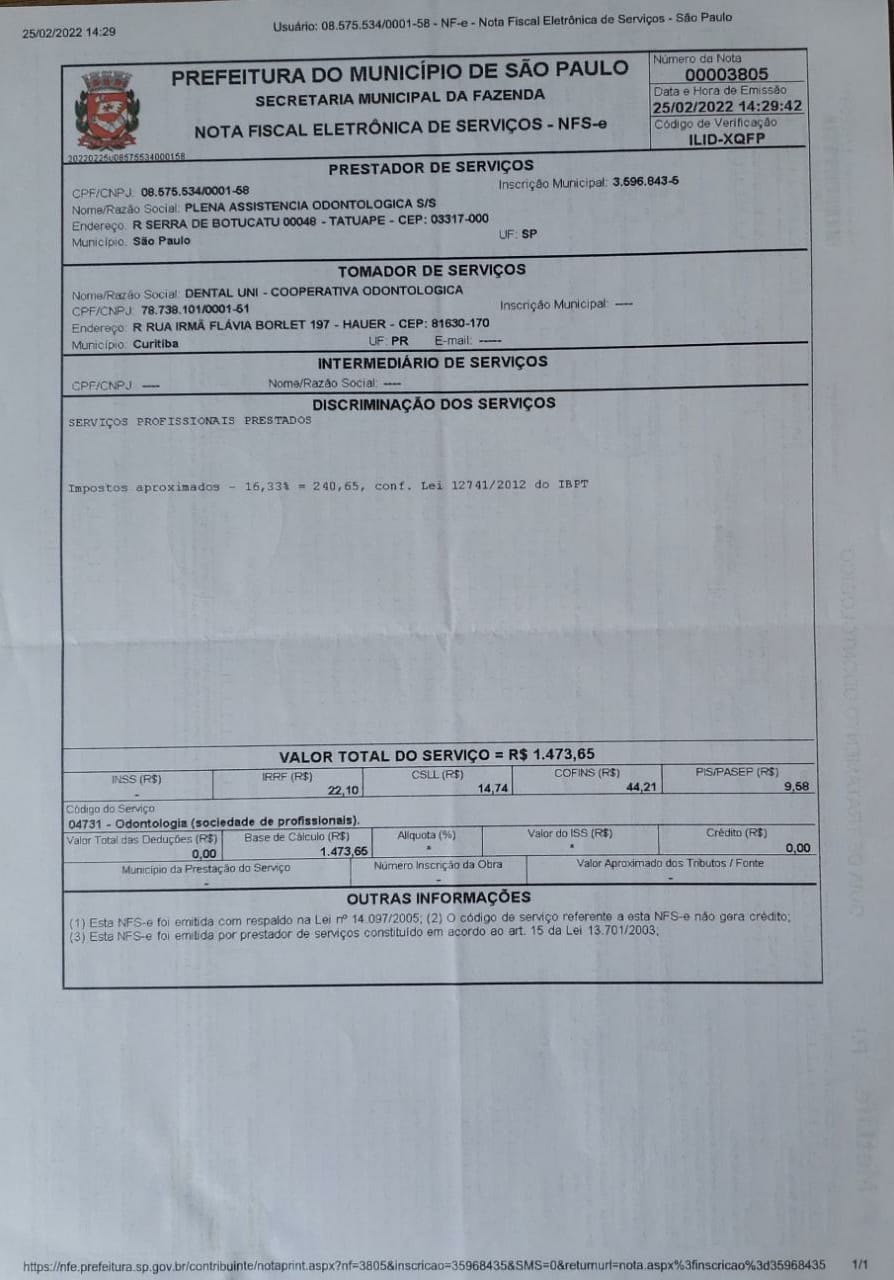 25/02/2022 14:29
Usuário: 08.575.534/0001-58 - NF-e - Nota Fiscal Eletrônica de Serviços - São Paulo
PREFEITURA DO MUNICÍPIO DE SÃO PAULO
SECRETARIA MUNICIPAL DA FAZENDA
NOTA FISCAL ELETRÔNICA DE SERVIÇOS - NFS-e
20220225u08575534000158
Número da Nota
00003805
Data e Hora de Emissão
25/02/2022 14:29:42
Código de Verificação
ILID-XQFP
PRESTADOR DE SERVIÇOS
CPF/CNPJ: 08.575.534/0001-58
Inscrição Municipal: 3.596.843-5
Nome/Razão Social: PLENA ASSISTENCIA ODONTOLOGICA S/S
Endereço: R SERRA DE BOTUCATU 00048 - TATUAPE - CEP: 03317-000
Município: São Paulo UF: SP
TOMADOR DE SERVIÇOS
Nome/Razão Social: DENTAL UNI - COOPERATIVA ODONTOLOGICA
CPF/CNPJ: 78.738.101/0001-51 Inscrição Municipal: ----
Endereço: R RUA IRMÃ FLÁVIA BORLET 197 - HAUER - CEP: 81630-170
Município: Curitiba UF: PR E-mail: -----
INTERMEDIÁRIO DE SERVIÇOS
CPF/CNPJ: ---- Nome/Razão Social: ----
DISCRIMINAÇÃO DOS SERVIÇOS
SERVIÇOS PROFISSIONAIS PRESTADOS
Impostos aproximados - 16,33% = 240,65, conf. Lei 12741/2012 do IBPT
VALOR TOTAL DO SERVIÇO = R$ 1.473,65
INSS (R$) IRRF (R$) CSLL (R$) COFINS (R$) PIS/PASEP (R$)
- 22,10 14,74 44,21 9,58
Código do Serviço
04731 - Odontologia (sociedade de profissionais).
Valor Total das Deduções (R$) Base de Cálculo (R$) Alíquota (%) Valor do ISS (R$) Crédito (R$)
0,00 1.473,65 * * 0,00
Município da Prestação do Serviço Número Inscrição da Obra Valor Aproximado dos Tributos / Fonte
- - -
OUTRAS INFORMAÇÕES
(1) Esta NFS-e foi emitida com respaldo na Lei nº 14.097/2005; (2) O código de serviço referente a esta NFS-e não gera crédito;
(3) Esta NFS-e foi emitida por prestador de serviços constituído em acordo ao art. 15 da Lei 13.701/2003;
https://nfe.prefeitura.sp.gov.br/contribuinte/notaprint.aspx?nf=3805&inscricao=35968435&SMS=0&returnurl=nota.aspx%3finscricao%3d35968435 1/1